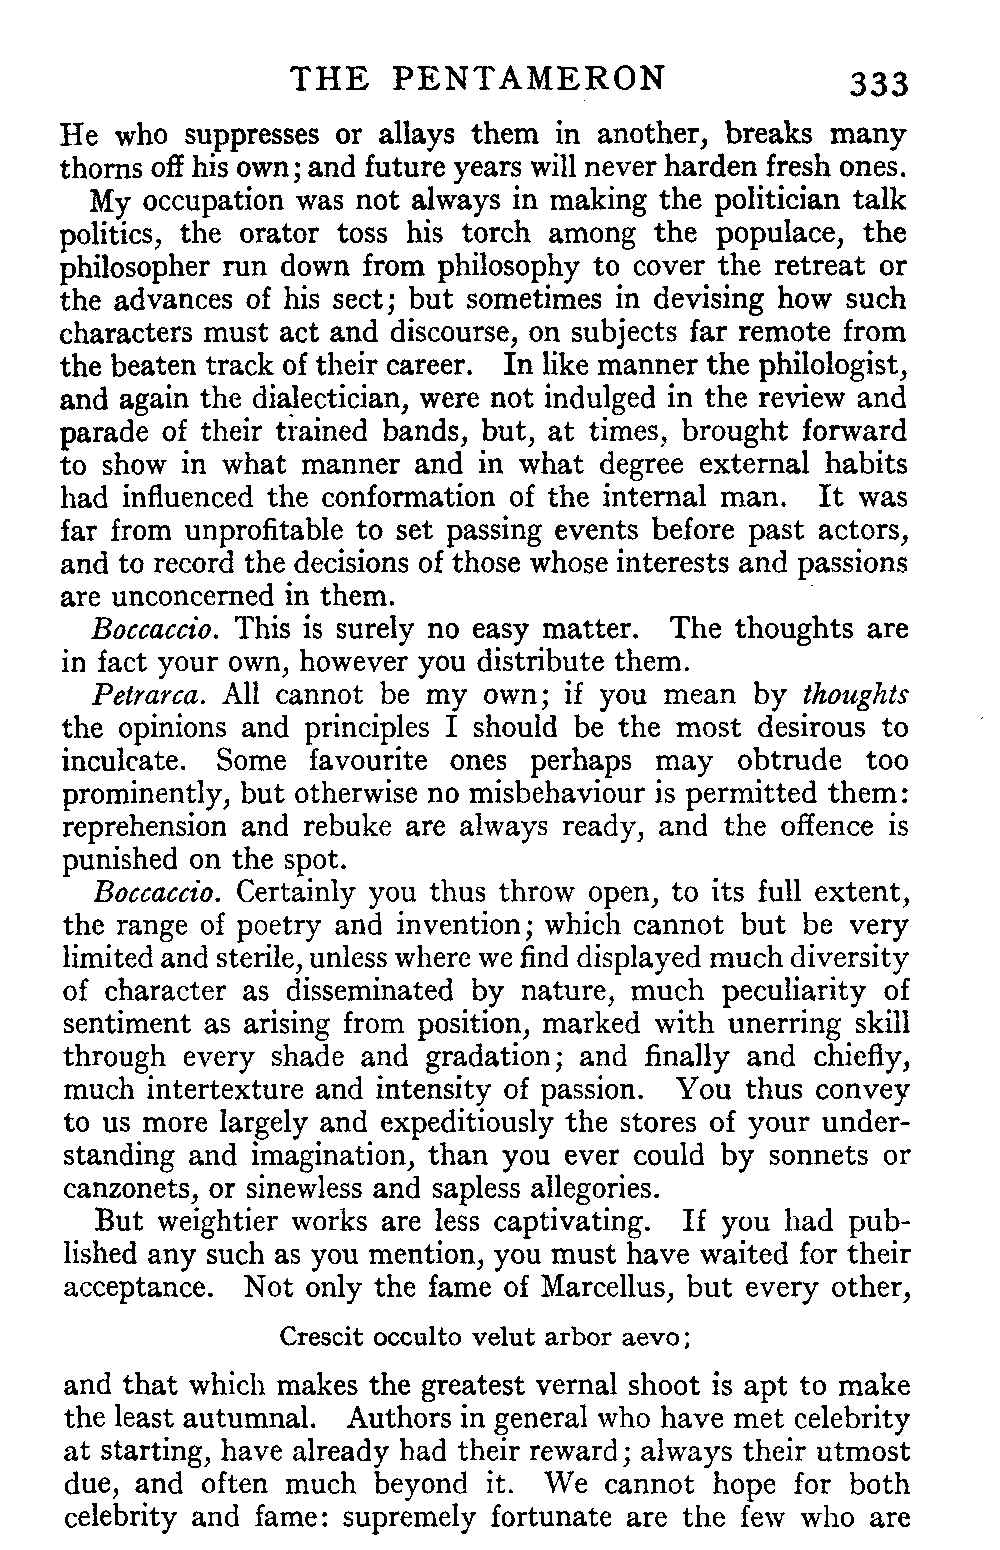 THE PENTAMERON 333
He who suppresses or allays them in another, breaks many
thorns off his own; and future years will never harden fresh ones.
My occupation was not always in making the politician talk
politics, the orator toss his torch among the populace, the
philosopher run down from philosophy to cover the retreat or
the advances of his sect; but sometimes in devising how such
characters must act and discourse, on subjects far remote from
the beaten track of their career. In like manner the philologist,
and again the dialectician, were not indulged in the review and
parade of their trained bands, but, at times, brought forward
to show in what manner and in what degree external habits
had influenced the conformation of the internal man. It was
far from unprofitable to set passing events before past actors,
and to record the decisions of those whose interests and passions
are unconcerned in them.
Boccaccio. This is surely no easy matter. The thoughts are
in fact your own, however you distribute them.
Petrarca. All cannot be my own; if you mean by thoughts
the opinions and principles I should be the most desirous to
inculcate. Some favourite ones perhaps may obtrude too
prominently, but otherwise no misbehaviour is permitted them:
reprehension and rebuke are always ready, and the offence is
punished on the spot.
Boccaccio. Certainly you thus throw open, to its full extent,
the range of poetry and invention; which cannot but be very
limited and sterile, unless where we find displayed much diversity
of character as disseminated by nature, much peculiarity of
sentiment as arising from position, marked with unerring skill
through every shade and gradation; and finally and chiefly,
much intertexture and intensity of passion. You thus convey
to us more largely and expeditiously the stores of your under-
standing and imagination, than you ever could by sonnets or
canzonets, or sinewless and sapless allegories.
But weightier works are less captivating. If you had pub-
lished any such as you mention, you must have waited for their
acceptance. Not only the fame of Marcellus, but every other,
Crescit occulto velut arbor aevo;
and that which makes the greatest vernal shoot is apt to make
the least autumnal. Authors in general who have met celebrity
at starting, have already had their reward; always their utmost
due, and often much beyond it. We cannot hope for both
celebrity and fame: supremely fortunate are the few who are